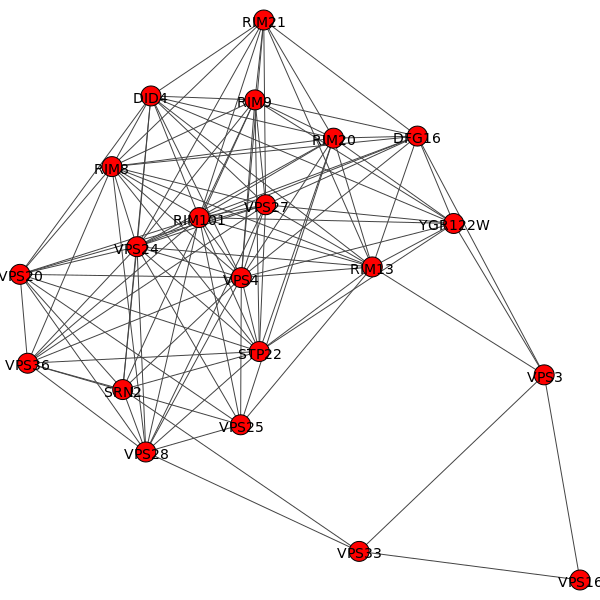 RIM21
DID4
RIM9
RIM20
DFG16
RIM8
VPS27
RIM101
YGR122W
VPS24
RIM13
VPS20
VPS4
STP22
VPS36
VPS3
SRN2
VPS25
VPS28
VPS33
VPS16